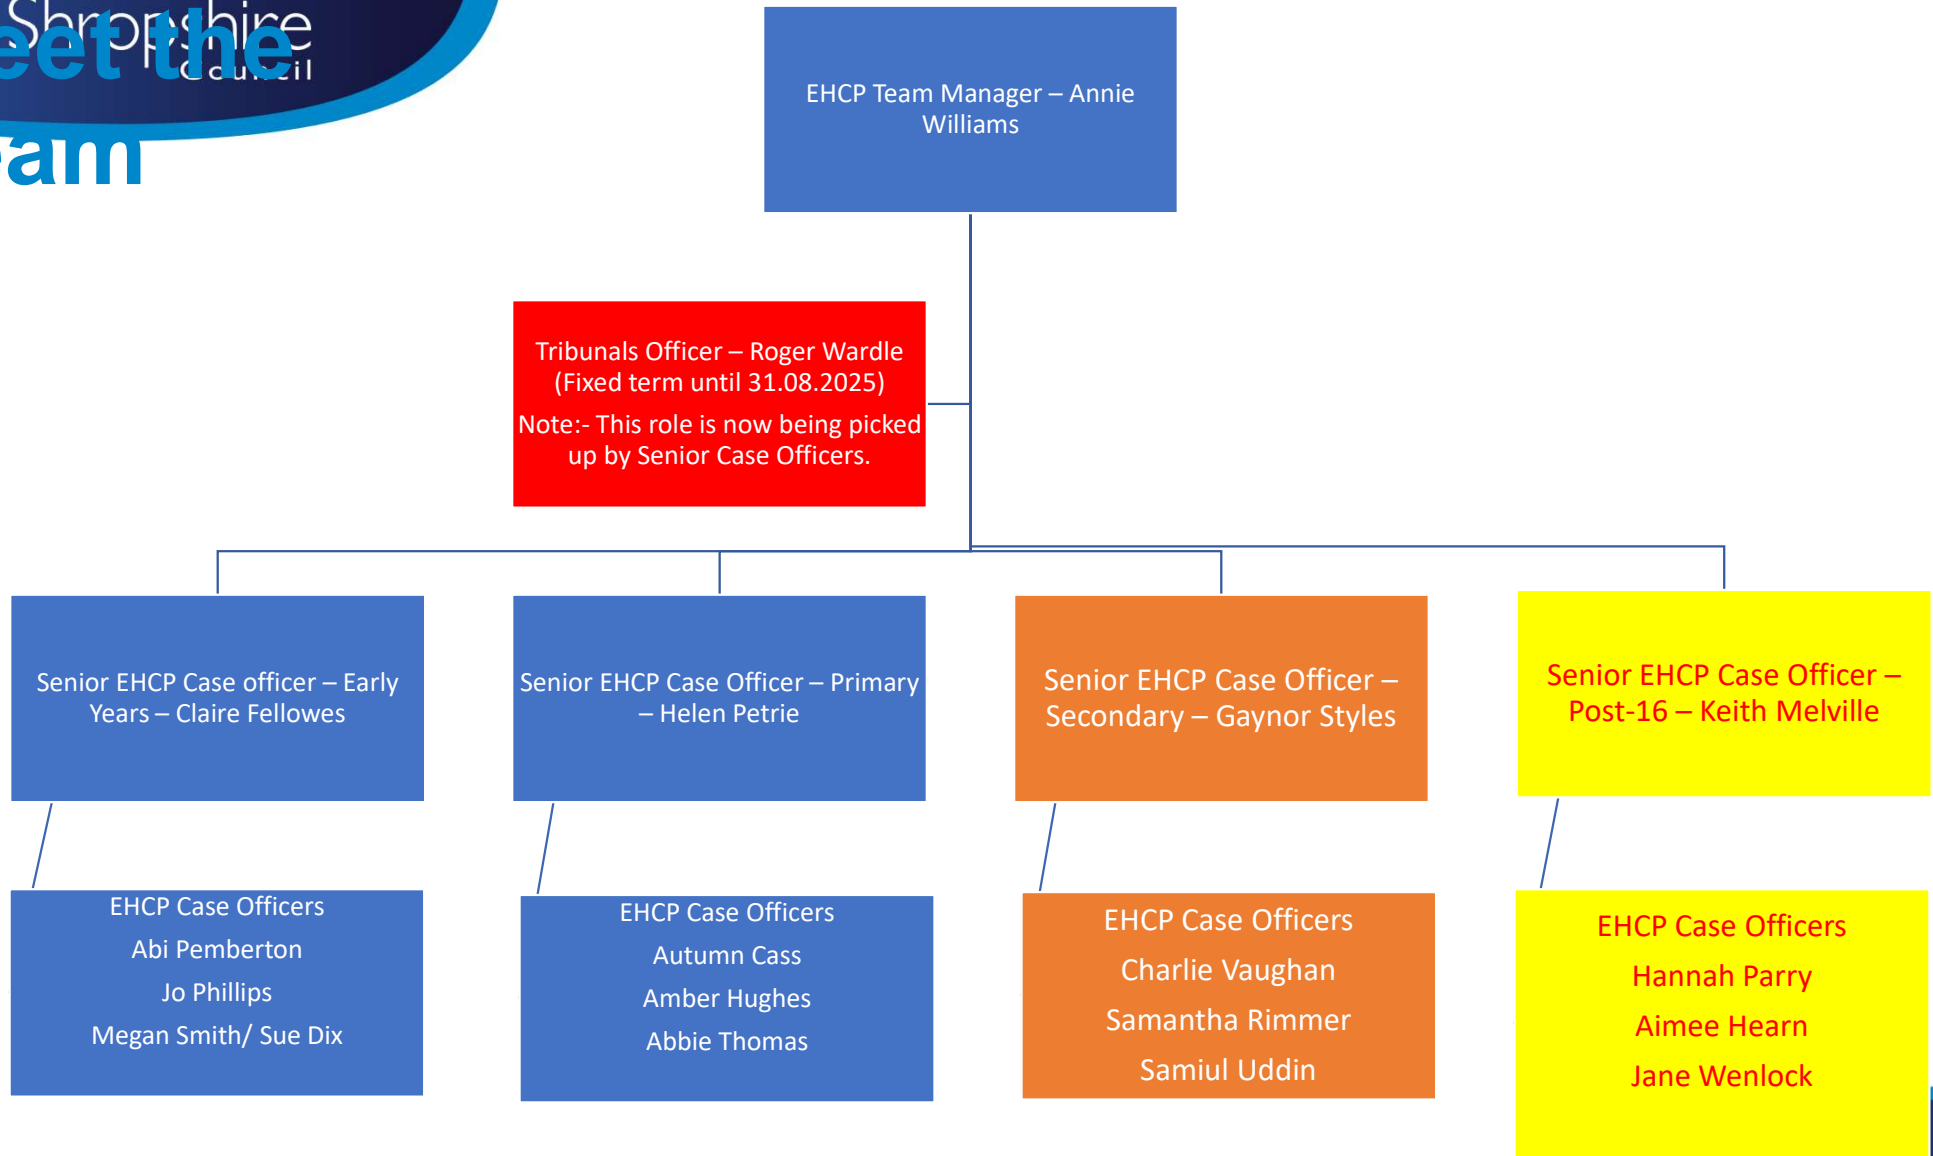 Shropshire
Council
eet the
eam
EHCP Team Manager – Annie
Williams
Tribunals Officer – Roger Wardle
(Fixed term until 31.08.2025)
Note:- This role is now being picked
up by Senior Case Officers.
Senior EHCP Case officer – Early
Years – Claire Fellowes
Senior EHCP Case Officer – Primary
– Helen Petrie
Senior EHCP Case Officer –
Secondary – Gaynor Styles
Senior EHCP Case Officer –
Post-16 – Keith Melville
EHCP Case Officers
Abi Pemberton
Jo Phillips
Megan Smith/ Sue Dix
EHCP Case Officers
Autumn Cass
Amber Hughes
Abbie Thomas
EHCP Case Officers
Charlie Vaughan
Samantha Rimmer
Samiul Uddin
EHCP Case Officers
Hannah Parry
Aimee Hearn
Jane Wenlock